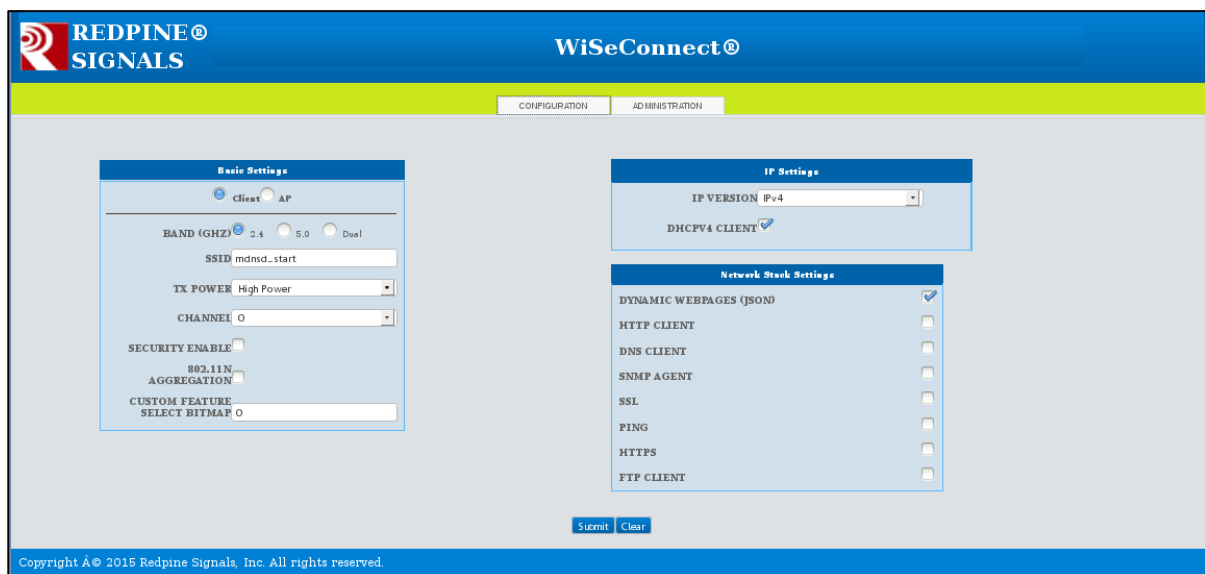 REDPINE®
SIGNALS
WiSeConnect®
CONFIGURATION
ADMINISTRATION
Basic Settings
Client AP
BAND (GHZ) 2.4 5.0 Dual
SSID mdnsd_start
TX POWER High Power
CHANNEL 0
SECURITY ENABLE
802.11N
AGGREGATION
CUSTOM FEATURE
SELECT BITMAP 0
IP Settings
IP VERSION IPv4
DHCPV4 CLIENT
Network Stack Settings
DYNAMIC WEBPAGES (JSON)
HTTP CLIENT
DNS CLIENT
SNMP AGENT
SSL
PING
HTTPS
FTP CLIENT
Submit Clear
Copyright Â© 2015 Redpine Signals, Inc. All rights reserved.